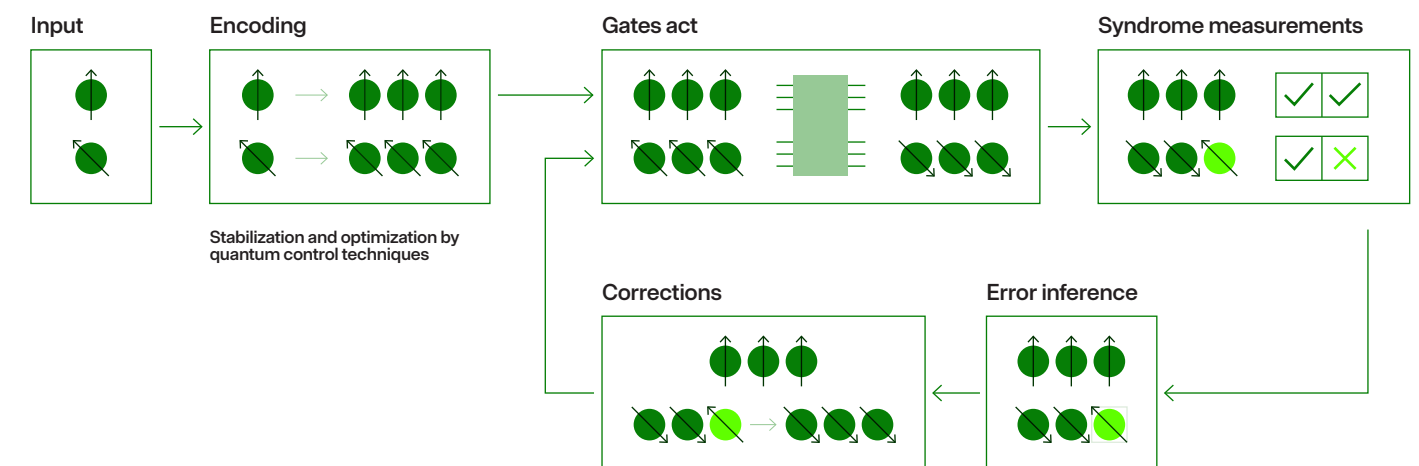 Input
Encoding
Gates act
Syndrome measurements
Stabilization and optimization by
quantum control techniques
Corrections
Error inference